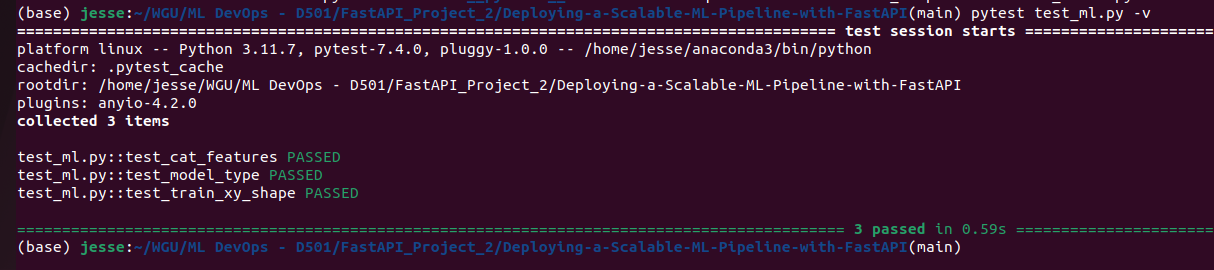 (base) jesse:~/WGU/ML DevOps - D501/FastAPI_Project_2/Deploying-a-Scalable-ML-Pipeline-with-FastAPI(main) pytest test_ml.py -v
=========================================================================================== test session starts =====================
platform linux -- Python 3.11.7, pytest-7.4.0, pluggy-1.0.0 -- /home/jesse/anaconda3/bin/python
cachedir: .pytest_cache
rootdir: /home/jesse/WGU/ML DevOps - D501/FastAPI_Project_2/Deploying-a-Scalable-ML-Pipeline-with-FastAPI
plugins: anyio-4.2.0
collected 3 items
test_ml.py::test_cat_features PASSED
test_ml.py::test_model_type PASSED
test_ml.py::test_train_xy_shape PASSED
============================================================================================ 3 passed in 0.59s ======================
(base) jesse:~/WGU/ML DevOps - D501/FastAPI_Project_2/Deploying-a-Scalable-ML-Pipeline-with-FastAPI(main)